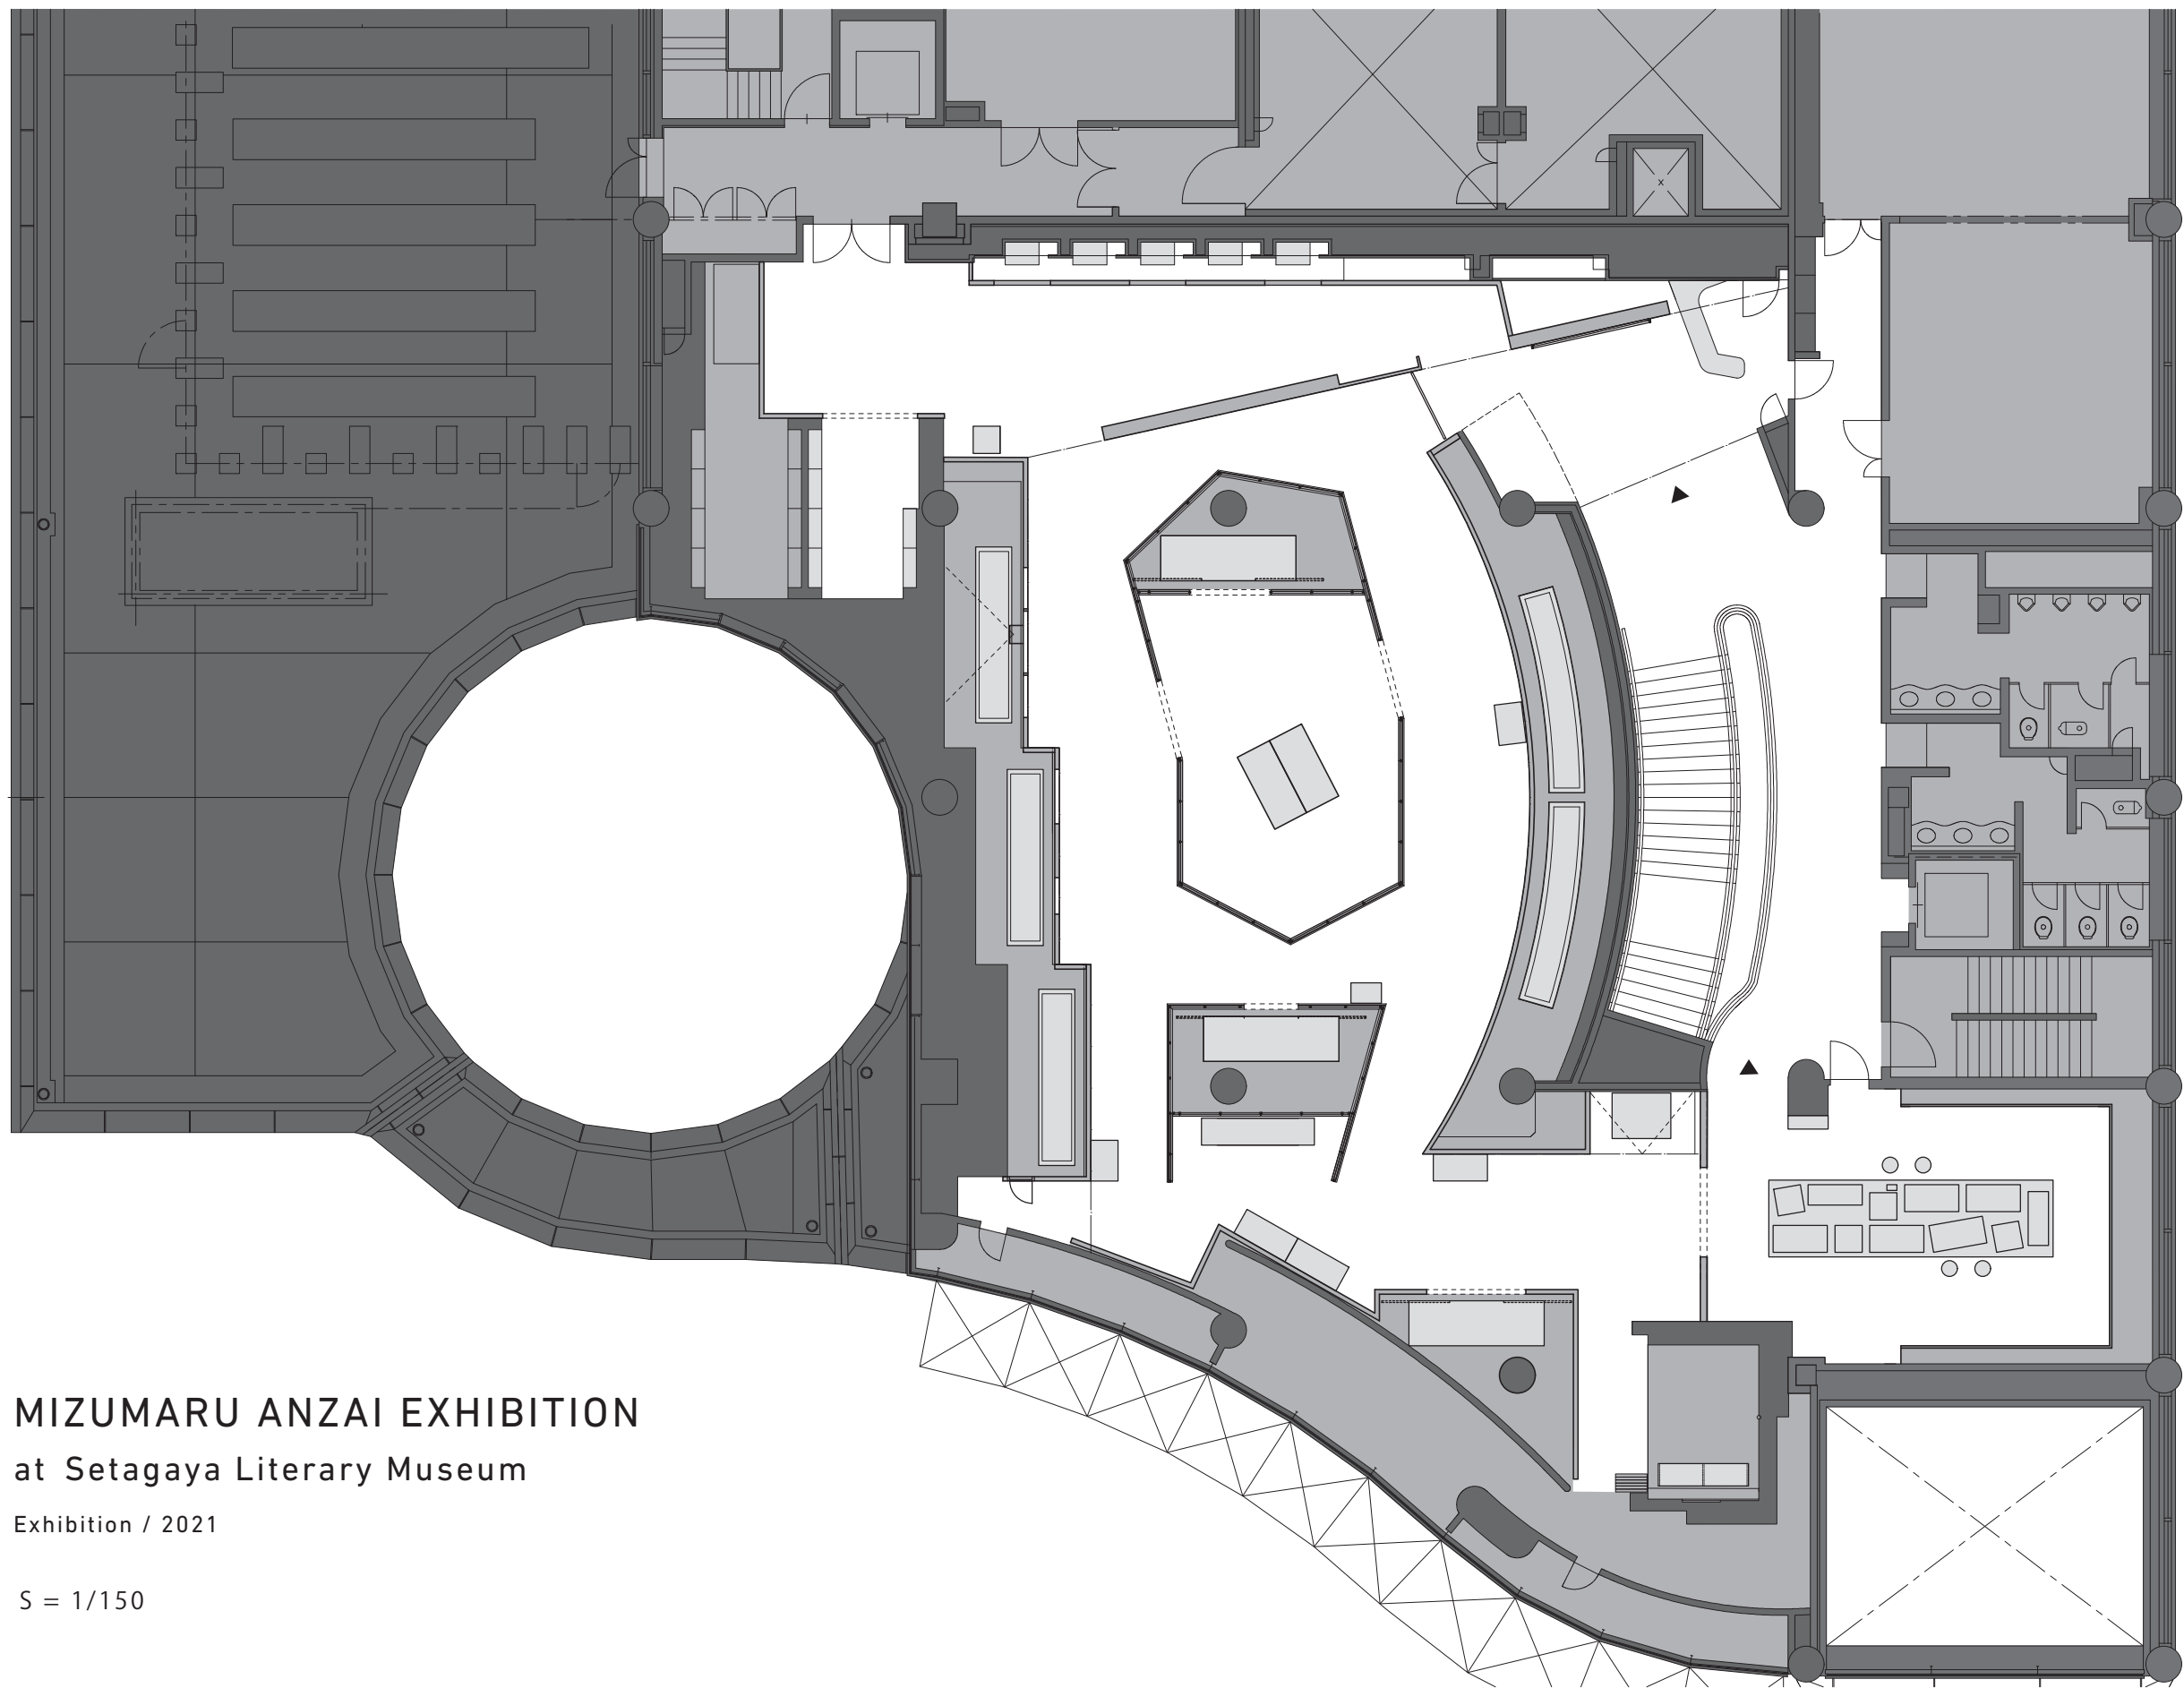 MIZUMARU ANZAI EXHIBITION
at Setagaya Literary Museum
Exhibition / 2021
S = 1/150